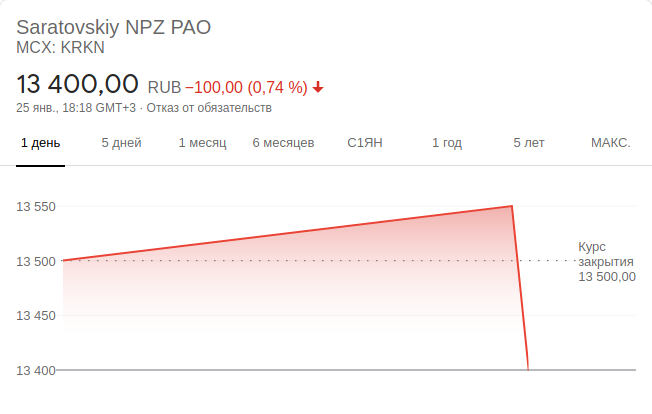 Saratovskiy NPZ PAO
MCX: KRKN
13 400,00 RUB −100,00 (0,74 %)
25 янв., 18:18 GMT+3 · Отказ от обязательств
1 день 5 дней 1 месяц 6 месяцев С1ЯН 1 год 5 лет МАКС.
13 550
13 500
13 450
13 400
Курс
закрытия
13 500,00